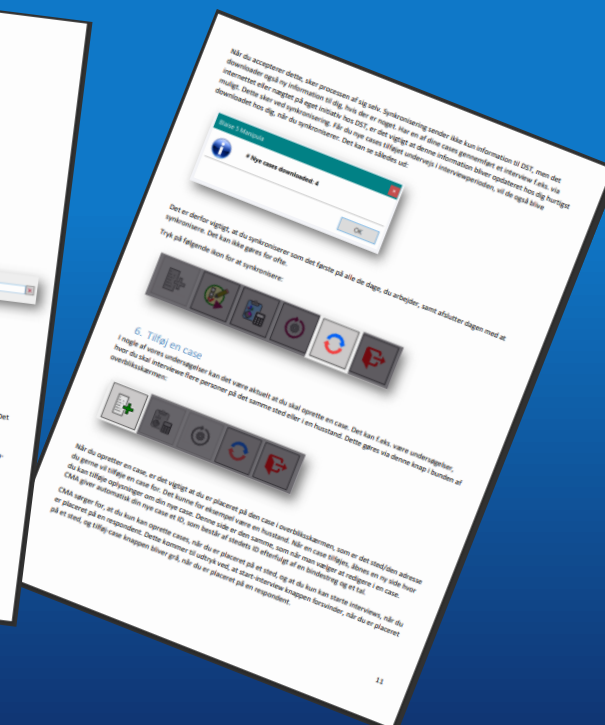 Når du accepterer dette, sker processen af sig selv. Synkronisering sender ikke kun information til DST, men det
downloader også ny information til dig, hvis der er noget. Har en af dine cases gennemført et interview f.eks. via
internettet eller nægtet på eget initiativ hos DST, er det vigtigt at denne information bliver opdateret hos dig hurtigst
muligt. Dette sker ved synkronisering. Får du nye cases tilføjet undervejs i interviewperioden, vil de også blive
downloadet hos dig, når du synkroniserer. Det kan se således ud:
Blaise 5 Manipula
# Nye cases downloaded: 4
OK
Det er derfor vigtigt, at du synkroniserer som det første på alle de dage, du arbejder, samt afslutter dagen med at
synkronisere. Det kan ikke gøres for ofte.
Tryk på følgende ikon for at synkronisere:
6. Tilføj en case
I nogle af vores undersøgelser kan det være aktuelt at du skal oprette en case. Det kan f.eks. være undersøgelser,
hvor du skal interviewe flere personer på det samme sted eller i en husstand. Dette gøres via denne knap i bunden af
overbliksskærmen:
Når du opretter en case, er det vigtigt at du er placeret på den case i overbliksskærmen, som er det sted/den adresse
du gerne vil tilføje en case for. Det kunne for eksempel være en husstand. Når en case tilføjes, åbnes en ny side hvor
du kan tilføje oplysninger om din nye case. Denne side er den samme, som når man vælger at redigere i en case.
CMA giver automatisk din nye case et ID, som består af stedets ID efterfulgt af en bindestreg og et tal.
CMA sørger for, at du kun kan oprette cases, når du er placeret på et sted, og at du kun kan starte interviews, når du
er placeret på en respondent. Dette kommer til udtryk ved, at start-interview knappen forsvinder, når du er placeret
på et sted, og tilføj-case knappen bliver grå, når du er placeret på en respondent.
11